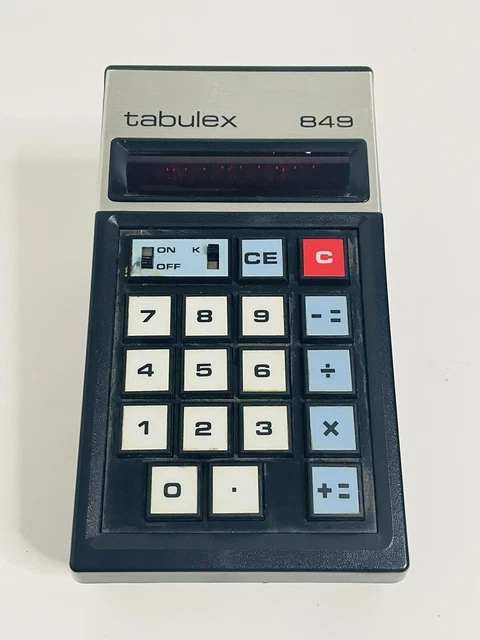 tabulex 849
ON K CE C
OFF
7 8 9 -=
4 5 6 ÷
1 2 3 ×
0 . +=